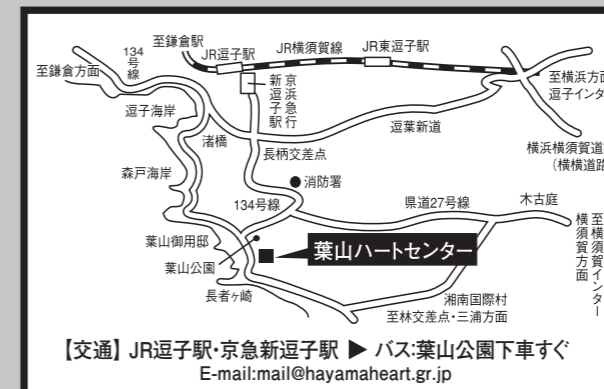 至鎌倉駅
134号線
JR逗子駅
JR横須賀線
JR東逗子駅
至鎌倉方面
至横浜方面
逗子インタ
京浜急行
新逗子駅
逗子海岸
渚橋
逗葉新道
長柄交差点
横浜横須賀道
(横横道路
森戸海岸
消防署
134号線
県道27号線
木古庭
至横須賀インター
横須賀方面
葉山御用邸
葉山公園
葉山ハートセンター
長者ヶ崎
湘南国際村
至林交差点・三浦方面
【交通】JR逗子駅・京急新逗子駅 ▶ バス:葉山公園下車すぐ
E-mail:mail@hayamaheart.gr.jp